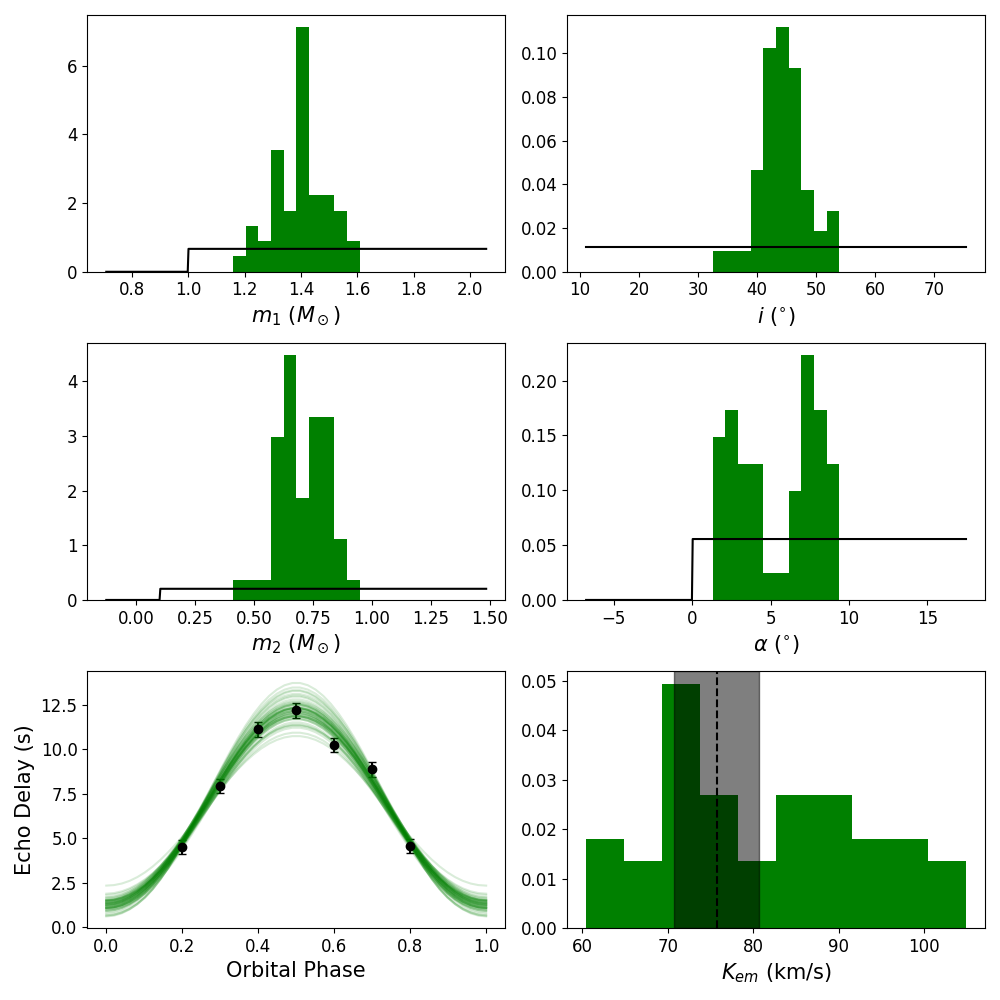 6
4
2
0
0.8 1.0 1.2 1.4 1.6 1.8 2.0
m₁ (M⊙)
0.10
0.08
0.06
0.04
0.02
0.00
10 20 30 40 50 60 70
i (°)
4
3
2
1
0
0.00 0.25 0.50 0.75 1.00 1.25 1.50
m₂ (M⊙)
0.20
0.15
0.10
0.05
0.00
−5 0 5 10 15
α (°)
Echo Delay (s)
12.5
10.0
7.5
5.0
2.5
0.0
0.0 0.2 0.4 0.6 0.8 1.0
Orbital Phase
0.05
0.04
0.03
0.02
0.01
0.00
60 70 80 90 100
Kₑₘ (km/s)